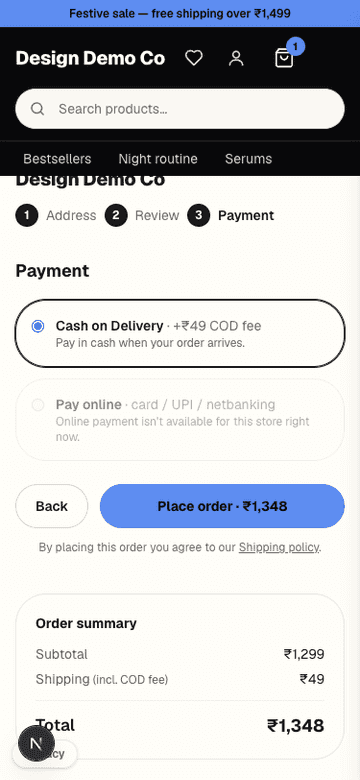 Festive sale — free shipping over ₹1,499
Design Demo Co
1
Search products...
Bestsellers Night routine Serums
Design Demo Co
1 Address 2 Review 3 Payment
Payment
Cash on Delivery · +₹49 COD fee
Pay in cash when your order arrives.
Pay online · card / UPI / netbanking
Online payment isn't available for this store right
now.
Back Place order · ₹1,348
By placing this order you agree to our Shipping policy.
Order summary
Subtotal ₹1,299
Shipping (incl. COD fee) ₹49
Total ₹1,348
N